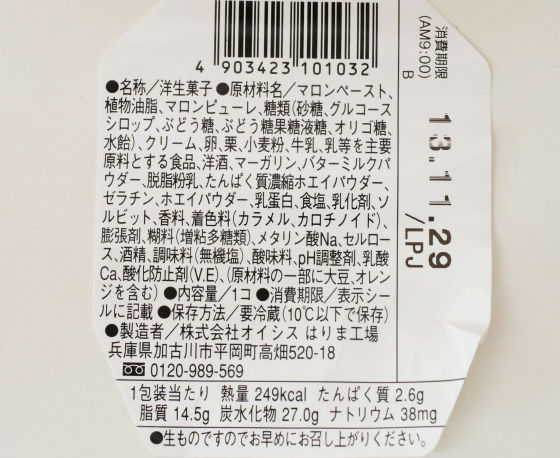 4 903423 101032
●名称/洋生菓子 ●原材料名/マロンペースト、
植物油脂、マロンピューレ、糖類(砂糖、グルコース
シロップ、ぶどう糖、ぶどう糖果糖液糖、オリゴ糖、
水飴)、クリーム、卵、栗、小麦粉、牛乳、乳等を主要
原料とする食品、洋酒、マーガリン、バターミルクパ
ウダー、脱脂粉乳、たんぱく質濃縮ホエイパウダー、
ゼラチン、ホエイパウダー、乳蛋白、食塩、乳化剤、ソ
ルビット、香料、着色料(カラメル、カロチノイド)、
膨張剤、糊料(増粘多糖類)、メタリン酸Na、セルロー
ス、酒精、調味料(無機塩)、酸味料、pH調整剤、乳酸
Ca、酸化防止剤(V.E)、(原材料の一部に大豆、オレン
ジを含む) ●内容量/1コ ●消費期限/表示シー
ルに記載 ●保存方法/要冷蔵(10℃以下で保存)
●製造者/株式会社オイシス はりま工場
兵庫県加古川市平岡町高畑520-18
0120-989-569
1包装当たり 熱量 249kcal たんぱく質 2.6g
脂質 14.5g 炭水化物 27.0g ナトリウム 38mg
●生ものですのでお早めにお召し上がりください。
消費期限
(AM9:00) B
13.11.29
/LPJ